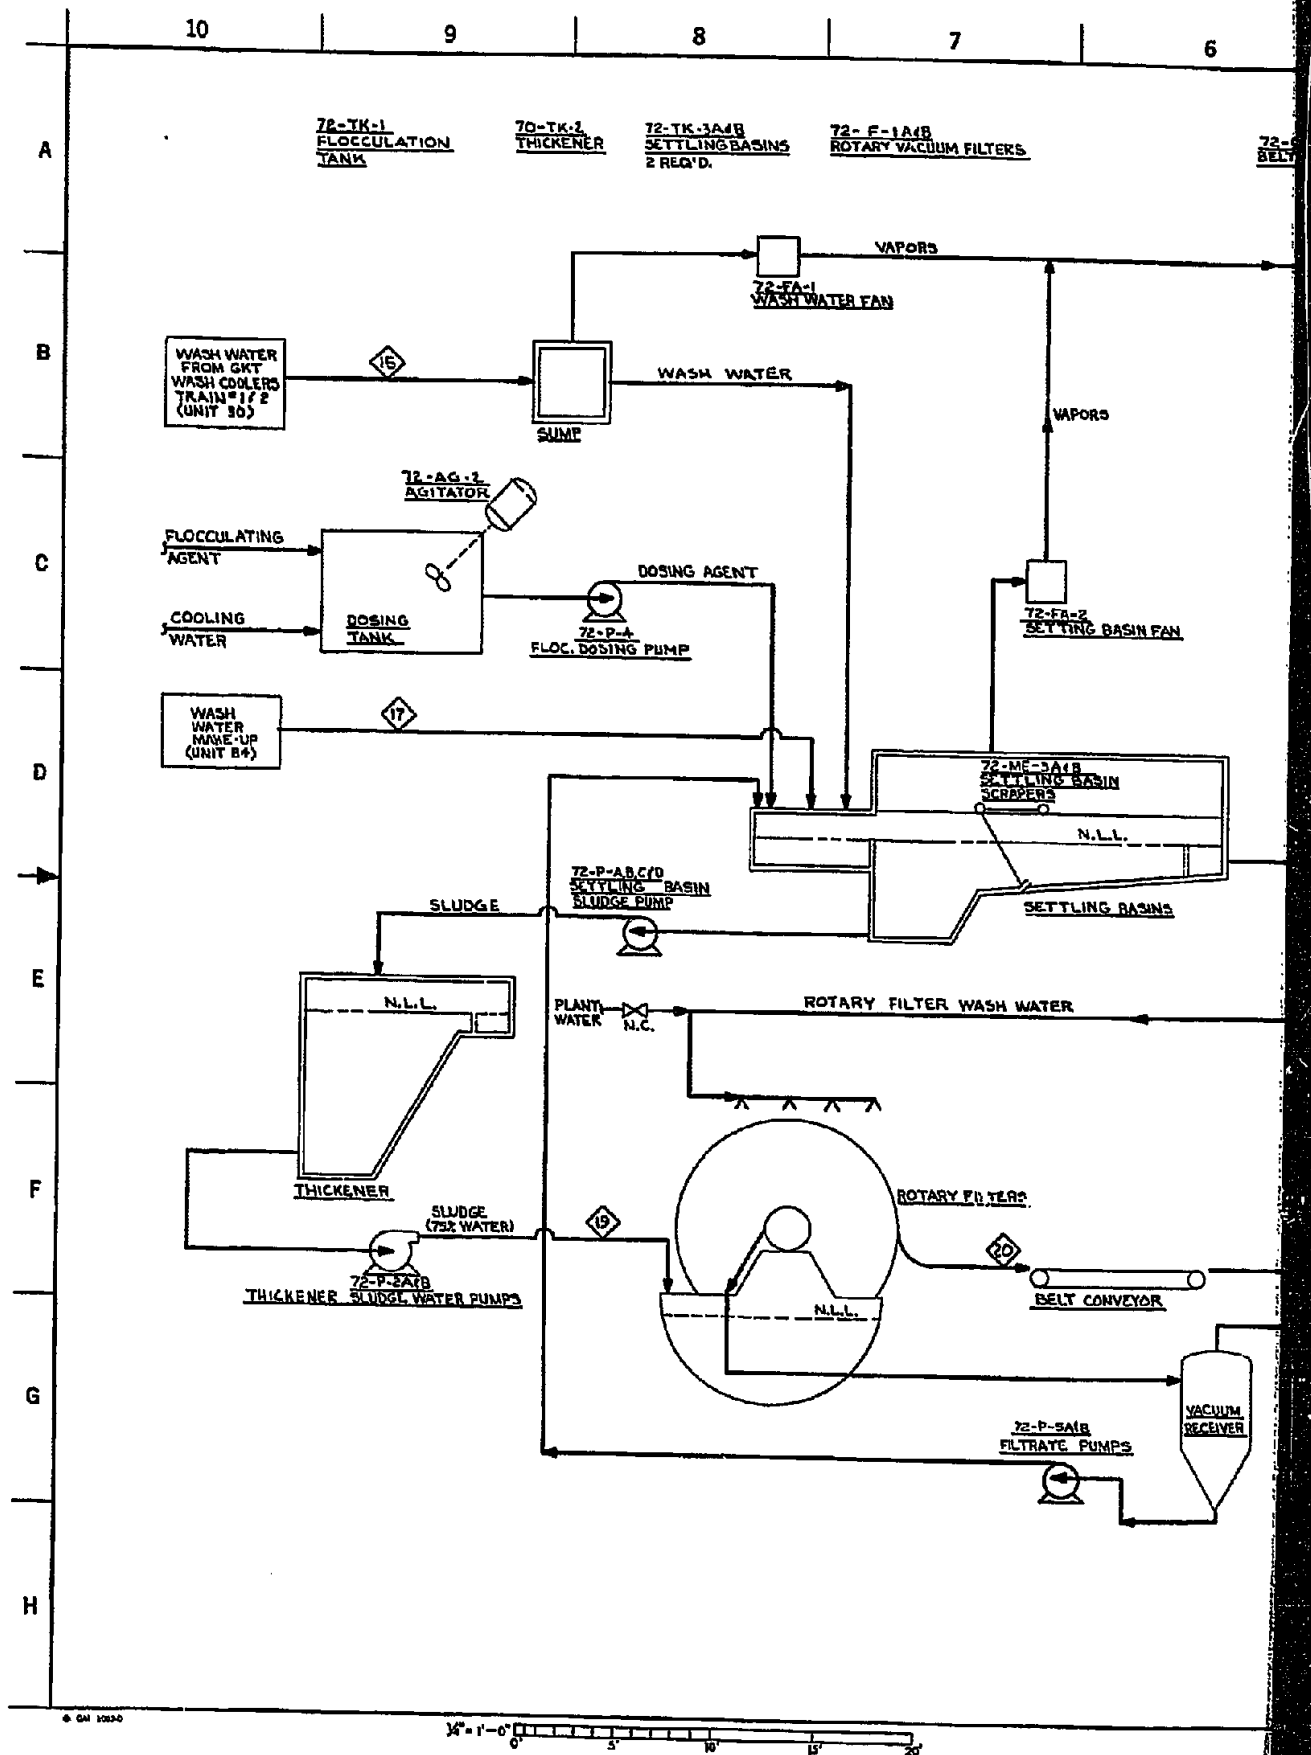 10
9
8
7
6
A
72-TK-1
FLOCCULATION
TANK
70-TK-2
THICKENER
72-TK-3A&B
SETTLING BASINS
2 REQ'D.
72-F-1A&B
ROTARY VACUUM FILTERS
72-
BELT
VAPORS
72-FA-1
WASH WATER FAN
B
WASH WATER
FROM GKT
WASH COOLERS
TRAIN #1/2
(UNIT 30)
WASH WATER
SUMP
VAPORS
72-AG-2
AGITATOR
C
FLOCCULATING
AGENT
COOLING
WATER
DOSING
TANK
DOSING AGENT
72-P-4
FLOC. DOSING PUMP
72-FA-2
SETTING BASIN FAN
WASH
WATER
MAKE-UP
(UNIT 84)
17
D
72-ME-3A&B
SETTLING BASIN
SCRAPERS
N.L.L.
72-P-A,B,C&D
SETTLING BASIN
SLUDGE PUMP
SLUDGE
SETTLING BASINS
E
N.L.L.
PLANT
WATER
N.C.
ROTARY FILTER WASH WATER
F
THICKENER
SLUDGE
(75% WATER)
19
ROTARY FILTERS
20
72-P-2A&B
THICKENER SLUDGE WATER PUMPS
BELT CONVEYOR
N.L.L.
G
VACUUM
RECEIVER
72-P-5A&B
FILTRATE PUMPS
H
1/4" = 1'-0"
0'
5'
10'
15'
20'